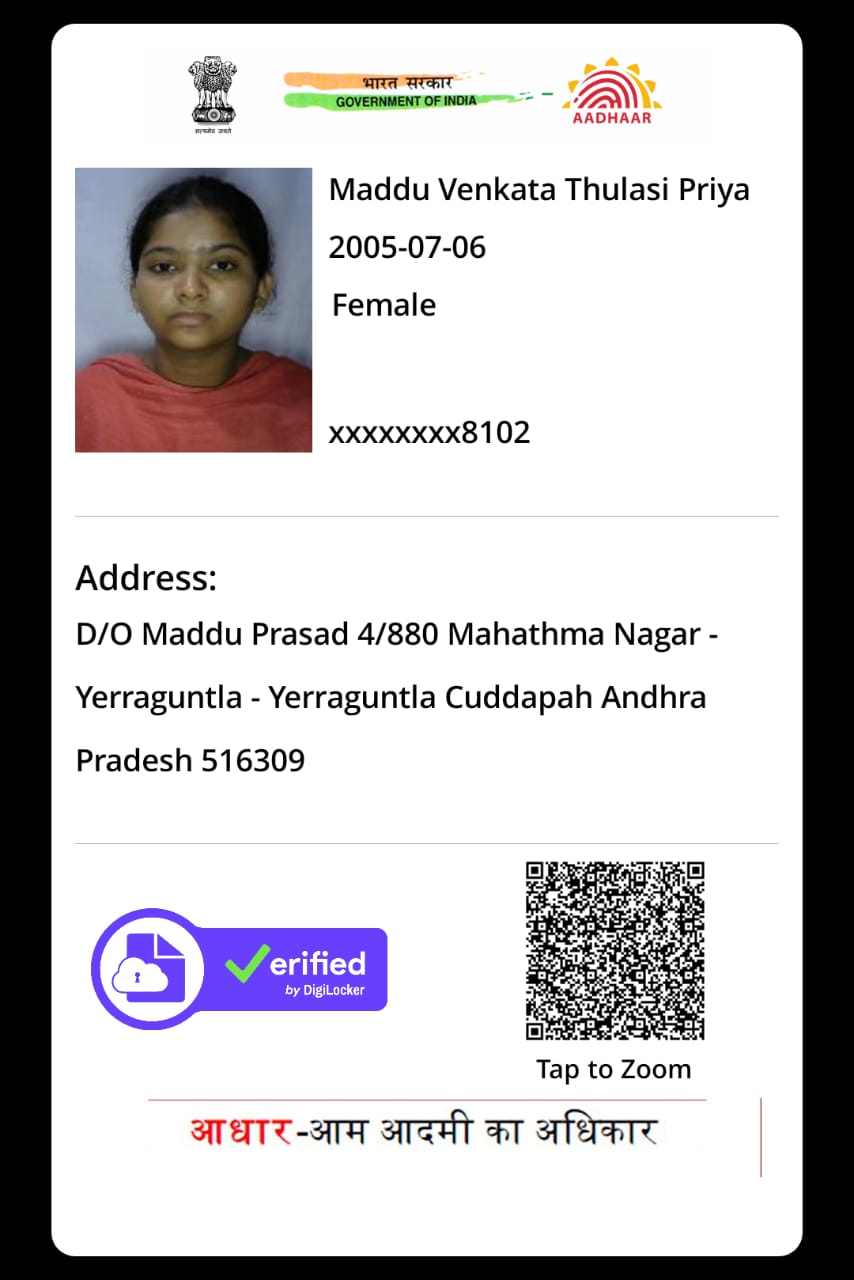 सत्यमेव जयते
भारत सरकार
GOVERNMENT OF INDIA
AADHAAR
Maddu Venkata Thulasi Priya
2005-07-06
Female
xxxxxxxx8102
Address:
D/O Maddu Prasad 4/880 Mahathma Nagar -
Yerraguntla - Yerraguntla Cuddapah Andhra
Pradesh 516309
erified
by DigiLocker
Tap to Zoom
आधार-आम आदमी का अधिकार